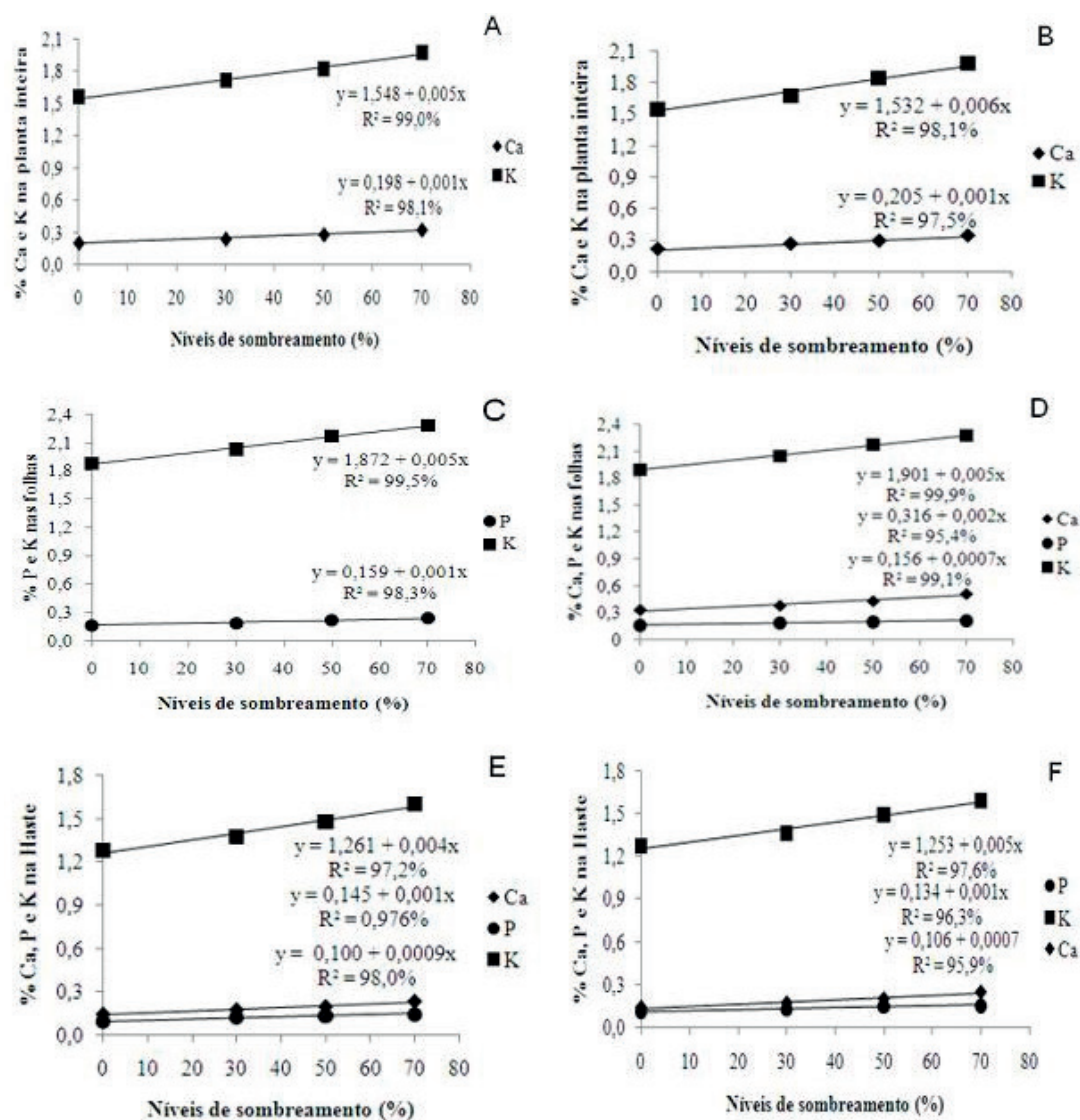 A
% Ca e K na planta inteira
2,1
1,8
1,5
1,2
0,9
0,6
0,3
0,0
y = 1,548 + 0,005x
R² = 99,0%
y = 0,198 + 0,001x
R² = 98,1%
Ca
K
0 10 20 30 40 50 60 70 80
Níveis de sombreamento (%)
B
% Ca e K na planta inteira
2,1
1,8
1,5
1,2
0,9
0,6
0,3
0,0
y = 1,532 + 0,006x
R² = 98,1%
y = 0,205 + 0,001x
R² = 97,5%
Ca
K
0 10 20 30 40 50 60 70 80
Níveis de sombreamento (%)
C
% P e K nas folhas
2,4
2,1
1,8
1,5
1,2
0,9
0,6
0,3
0,0
y = 1,872 + 0,005x
R² = 99,5%
y = 0,159 + 0,001x
R² = 98,3%
P
K
0 10 20 30 40 50 60 70 80
Níveis de sombreamento (%)
D
% Ca, P e K nas folhas
2,4
2,1
1,8
1,5
1,2
0,9
0,6
0,3
0
y = 1,901 + 0,005x
R² = 99,9%
y = 0,316 + 0,002x
R² = 95,4%
y = 0,156 + 0,0007x
R² = 99,1%
Ca
P
K
0 10 20 30 40 50 60 70 80
Níveis de sombreamento (%)
E
% Ca, P e K na Haste
1,8
1,5
1,2
0,9
0,6
0,3
0,0
y = 1,261 + 0,004x
R² = 97,2%
y = 0,145 + 0,001x
R² = 0,976%
y = 0,100 + 0,0009x
R² = 98,0%
Ca
P
K
0 10 20 30 40 50 60 70 80
Níveis de sombreamento (%)
F
% Ca, P e K na Haste
1,8
1,5
1,2
0,9
0,6
0,3
0,0
y = 1,253 + 0,005x
R² = 97,6%
y = 0,134 + 0,001x
R² = 96,3%
y = 0,106 + 0,0007
R² = 95,9%
P
K
Ca
0 10 20 30 40 50 60 70 80
Níveis de sombreamento (%)